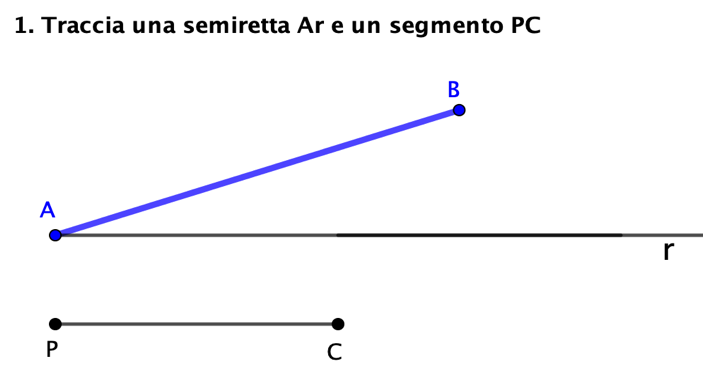 1. Traccia una semiretta Ar e un segmento PC
B
A
r
P
C